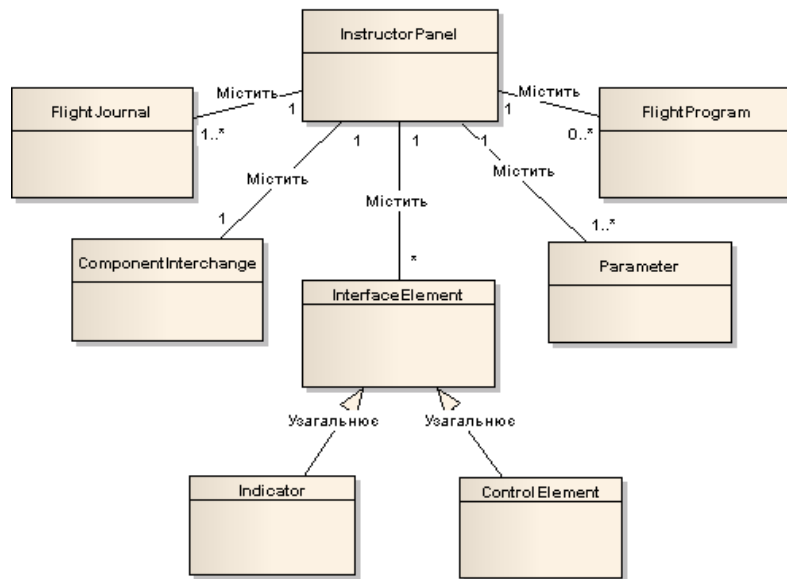 InstructorPanel
Містить
1
FlightJournal
1..*
Містить
1
FlightProgram
0..*
1
Містить
1
ComponentInterchange
1
Містить
*
InterfaceElement
1
Містить
1..*
Parameter
Узагальнює
Узагальнює
Indicator
ControlElement